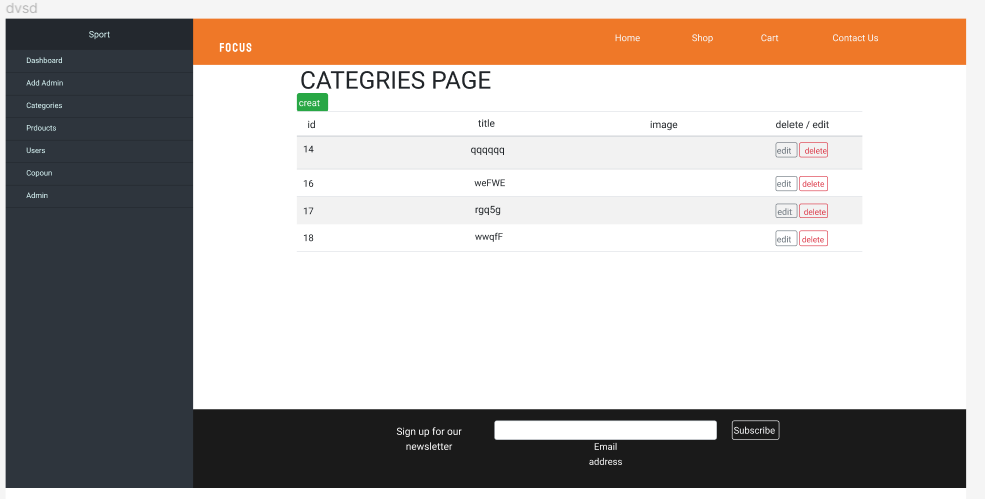 dvsd
Sport
Dashboard
Add Admin
Categories
Prdoucts
Users
Copoun
Admin
FOCUS
Home Shop Cart Contact Us
CATEGRIES PAGE
creat
id title image delete / edit
14 qqqqqq edit delete
16 weFWE edit delete
17 rgq5g edit delete
18 wwqfF edit delete
Sign up for our
newsletter
Email
address
Subscribe